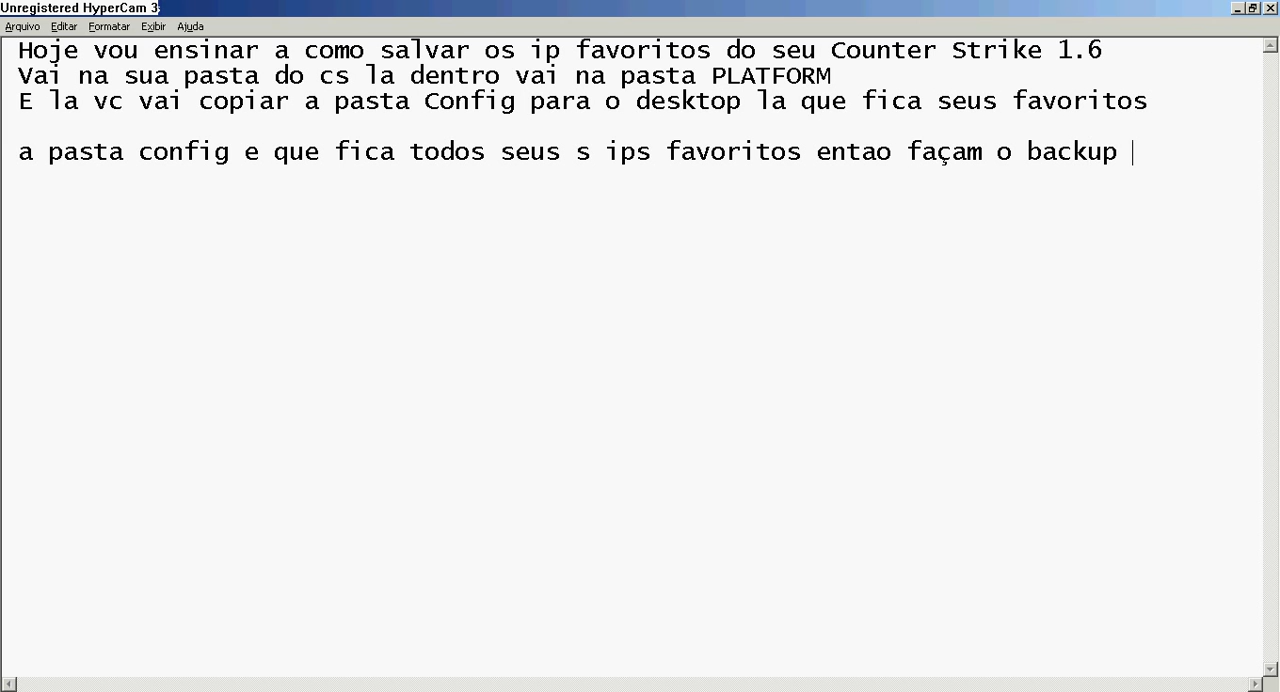 Unregistered HyperCam 3
Arquivo Editar Formatar Exibir Ajuda
Hoje vou ensinar a como salvar os ip favoritos do seu Counter Strike 1.6
Vai na sua pasta do cs la dentro vai na pasta PLATFORM
E la vc vai copiar a pasta Config para o desktop la que fica seus favoritos
a pasta config e que fica todos seus s ips favoritos entao façam o backup